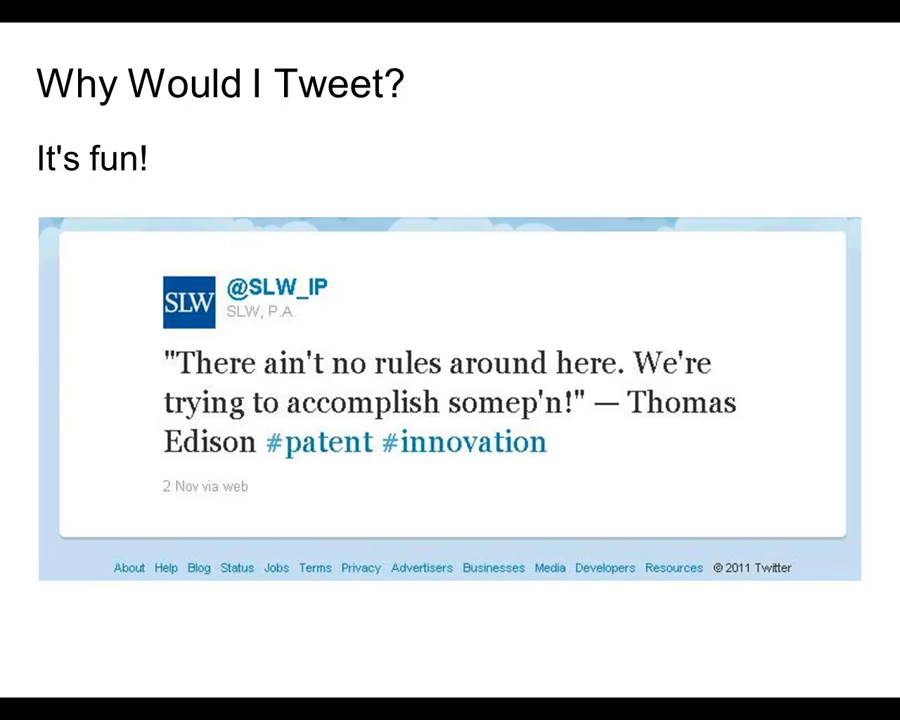 Why Would I Tweet?
It's fun!
SLW
@SLW_IP
SLW, P.A.
"There ain't no rules around here. We're
trying to accomplish somep'n!" — Thomas
Edison #patent #innovation
2 Nov via web
About Help Blog Status Jobs Terms Privacy Advertisers Businesses Media Developers Resources © 2011 Twitter